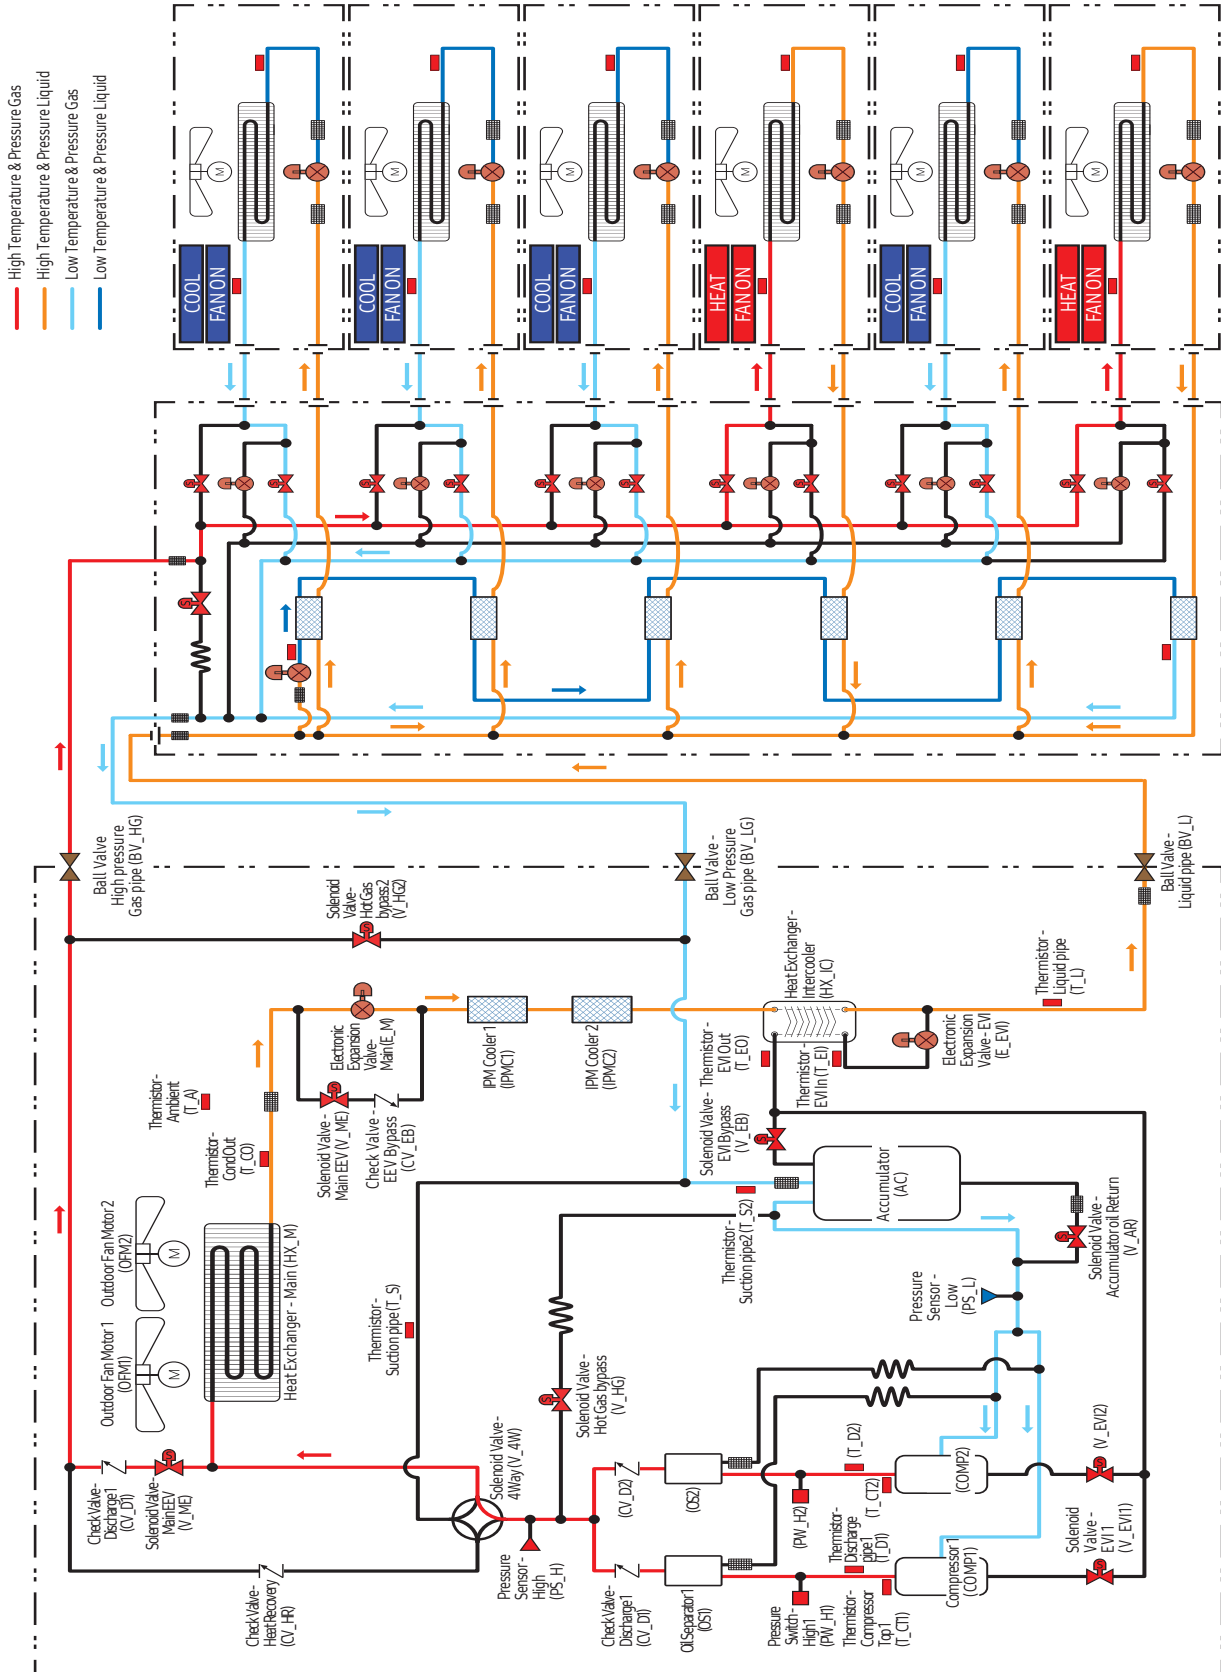 High Temperature & Pressure Gas
High Temperature & Pressure Liquid
Low Temperature & Pressure Gas
Low Temperature & Pressure Liquid
COOL
FAN ON
COOL
FAN ON
COOL
FAN ON
HEAT
FAN ON
COOL
FAN ON
HEAT
FAN ON
M
M
M
M
M
M
S
S
S
S
S
S
S
S
S
S
S
S
S
Ball Valve
High pressure
Gas pipe (BV_HG)
Ball Valve -
Low Pressure
Gas pipe (BV_LG)
Ball Valve -
Liquid pipe (BV_L)
Solenoid
Valve-
Hot Gas
bypass2
(V_HG2)
S
Thermistor-
Ambient
(T_A)
Thermistor-
CondOut
(T_CO)
Electronic
Expansion
Valve-
Main(E_M)
Solenoid Valve -
Main EEV (V_ME)
S
Check Valve -
EEV Bypass
(CV_EB)
IPM Cooler 1
(IPMC1)
IPM Cooler 2
(IPMC2)
Heat Exchanger -
Intercooler
(HX_IC)
Thermistor -
EVI Out
(T_EO)
Thermistor-
EVI In (T_EI)
Electronic
Expansion
Valve - EVI
(E_EVI)
Thermistor -
Liquid pipe
(T_L)
Solenoid Valve -
EVI Bypass
(V_EB)
S
Accumulator
(AC)
Thermistor -
Suction pipe2 (T_S2)
Solenoid Valve -
Accumulator oil Return
(V_AR)
S
Pressure
Sensor -
Low
(PS_L)
Outdoor Fan Motor 1
(OFM1)
M
Outdoor Fan Motor 2
(OFM2)
M
Heat Exchanger - Main (HX_M)
Thermistor -
Suction pipe (T_S)
Check Valve-
Discharge1
(CV_D1)
Solenoid Valve-
Main EEV
(V_ME)
S
Check Valve-
Heat Recovery
(CV_HR)
Solenoid Valve -
4Way (V_4W)
Pressure
Sensor-
High
(PS_H)
Solenoid Valve -
Hot Gas bypass
(V_HG)
S
Check Valve-
Discharge1
(CV_D1)
(CV_D2)
Oil Separator 1
(OS1)
(OS2)
Pressure
Switch-
High1
(PW_H1)
(PW_H2)
Thermistor-
Discharge
pipe1
(T_D1)
(T_D2)
Thermistor-
Compressor
Top1
(T_CT1)
(T_CT2)
Compressor 1
(COMP1)
(COMP2)
Solenoid
Valve -
EVI 1
(V_EVI1)
S
(V_EVI2)
S